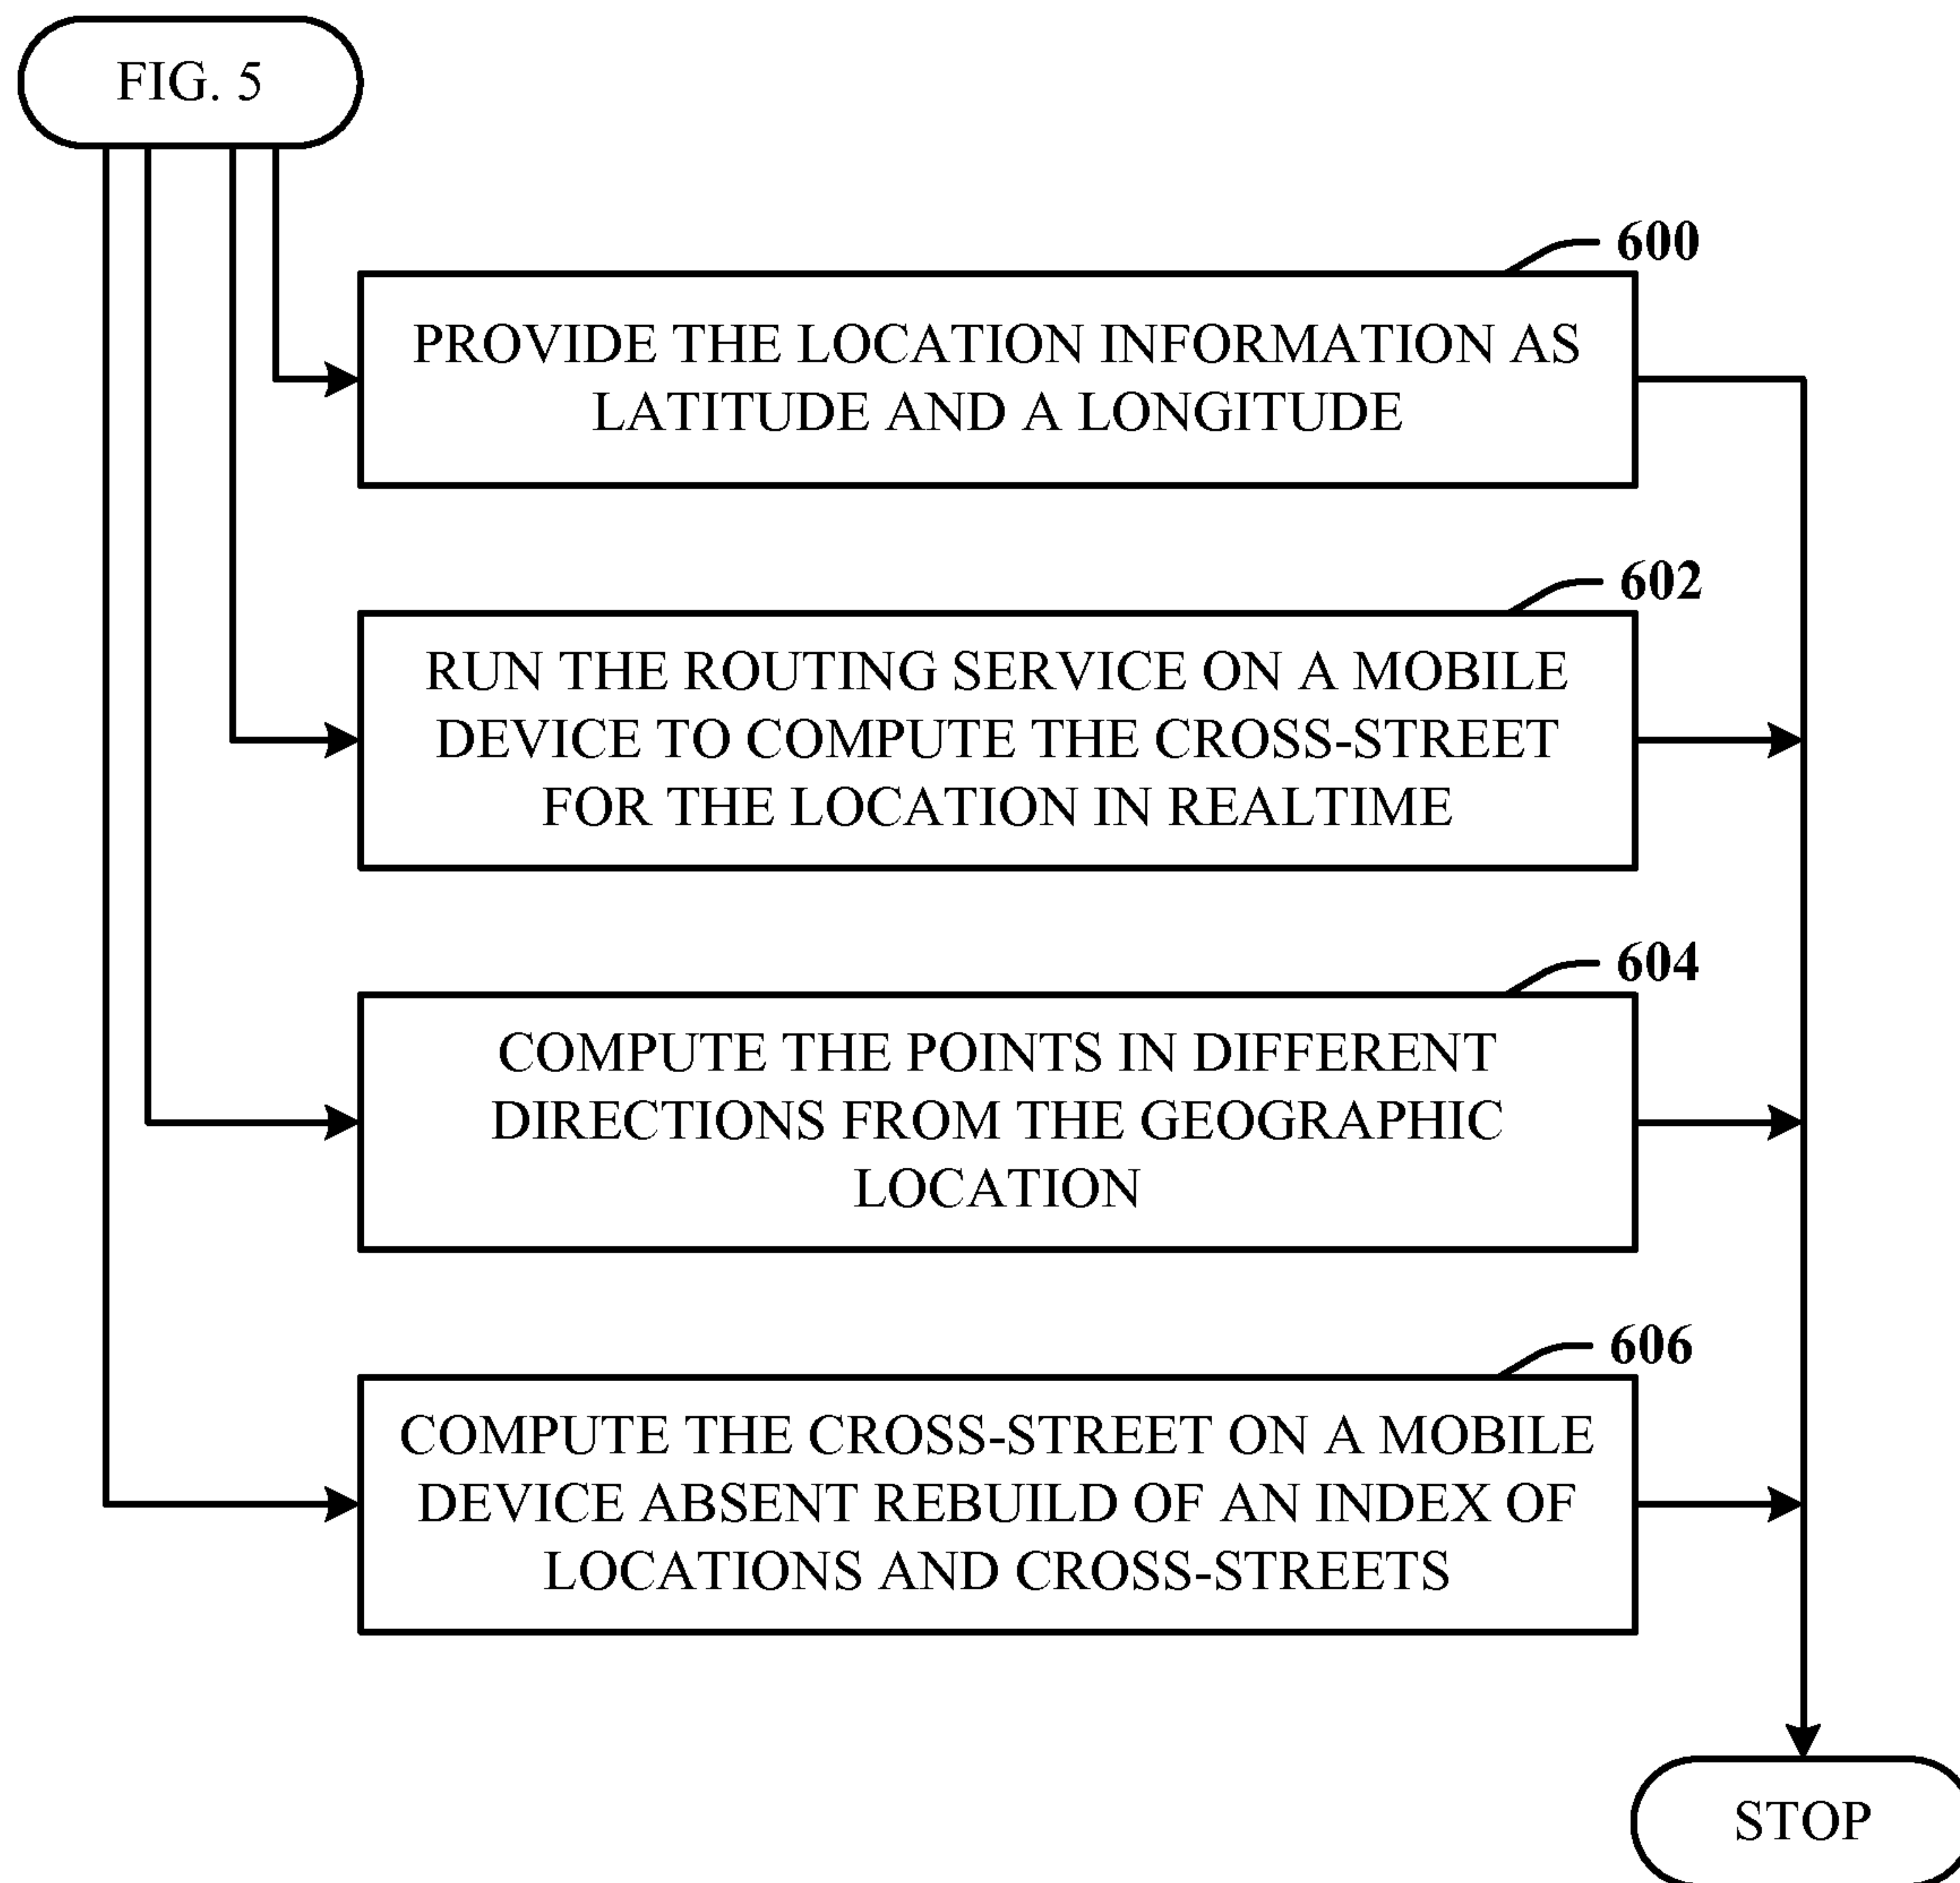 FIG. 5
600
PROVIDE THE LOCATION INFORMATION AS
LATITUDE AND A LONGITUDE
602
RUN THE ROUTING SERVICE ON A MOBILE
DEVICE TO COMPUTE THE CROSS-STREET
FOR THE LOCATION IN REALTIME
604
COMPUTE THE POINTS IN DIFFERENT
DIRECTIONS FROM THE GEOGRAPHIC
LOCATION
606
COMPUTE THE CROSS-STREET ON A MOBILE
DEVICE ABSENT REBUILD OF AN INDEX OF
LOCATIONS AND CROSS-STREETS
STOP